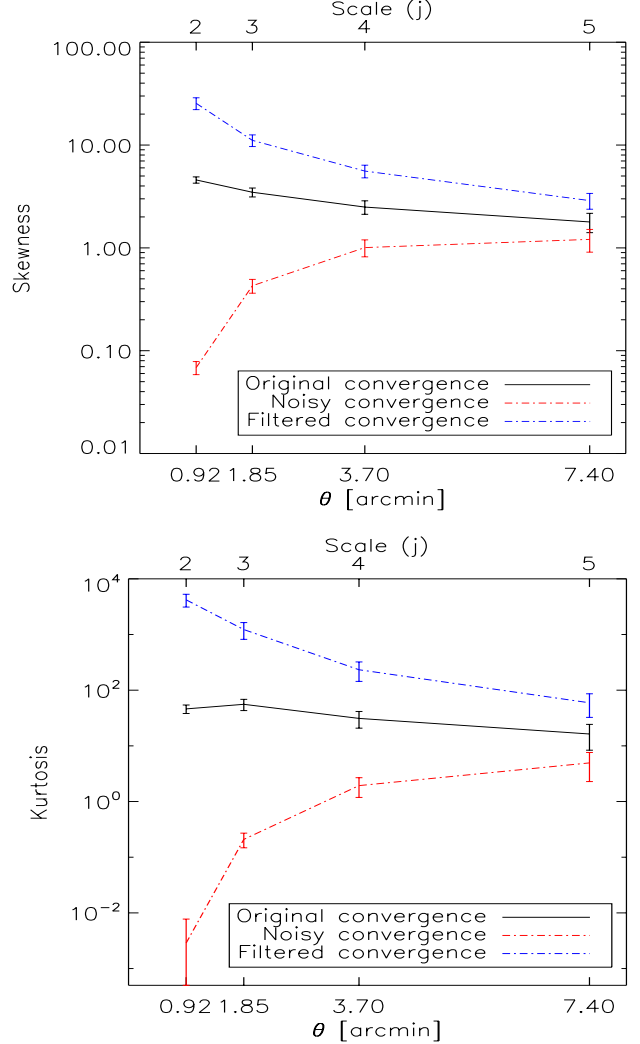 Scale (j)
2 3 4 5
100.00
10.00
1.00
0.10
0.01
Skewness
Original convergence
Noisy convergence
Filtered convergence
0.92 1.85 3.70 7.40
θ [arcmin]
Scale (j)
2 3 4 5
10⁴
10²
10⁰
10⁻²
Kurtosis
Original convergence
Noisy convergence
Filtered convergence
0.92 1.85 3.70 7.40
θ [arcmin]